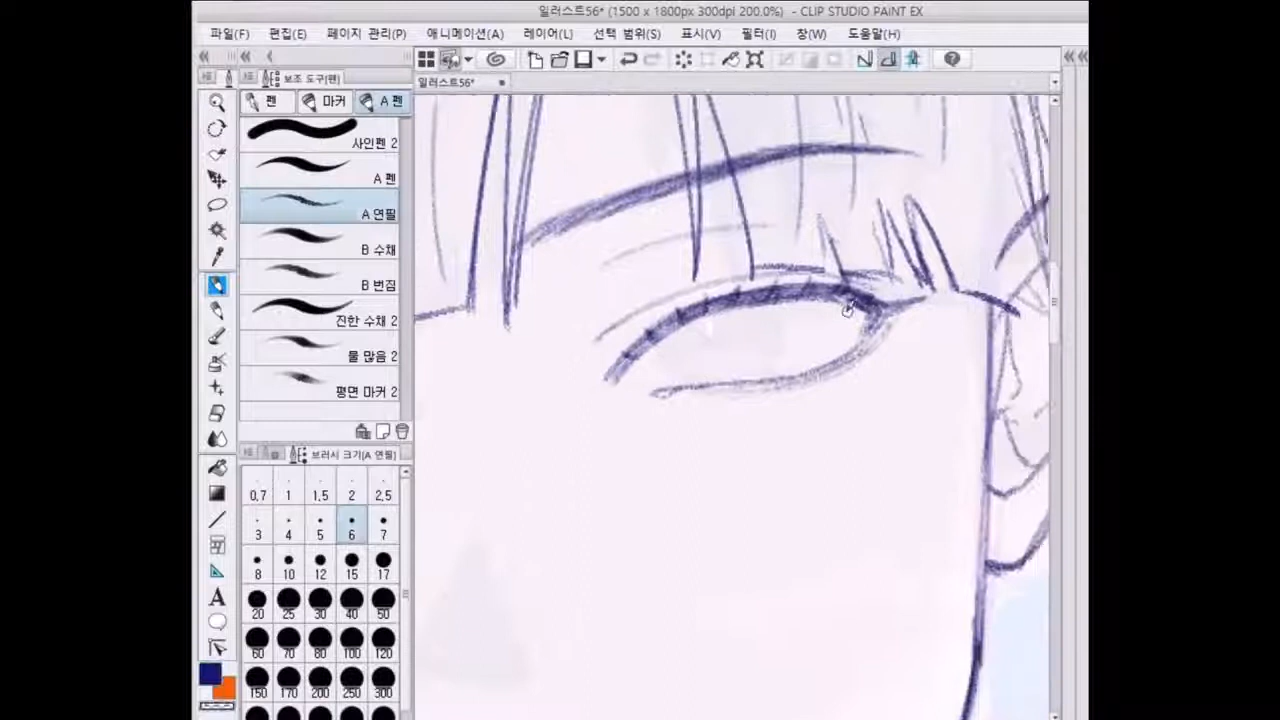 일러스트56* (1500 x 1800px 300dpi 200.0%) - CLIP STUDIO PAINT EX
파일(F) 편집(E) 페이지 관리(P) 애니메이션(A) 레이어(L) 선택 범위(S) 표시(V) 필터(I) 창(W) 도움말(H)
보조 도구(펜)
일러스트56*
펜 마커 A 펜
사인펜 2
A 펜
A 연필
B 수채
B 번짐
진한 수채 2
물 많음 2
평면 마커 2
브러시 크기(A 연필)
0.7 1 1.5 2 2.5
3 4 5 6 7
8 10 12 15 17
20 25 30 40 50
60 70 80 100 120
150 170 200 250 300